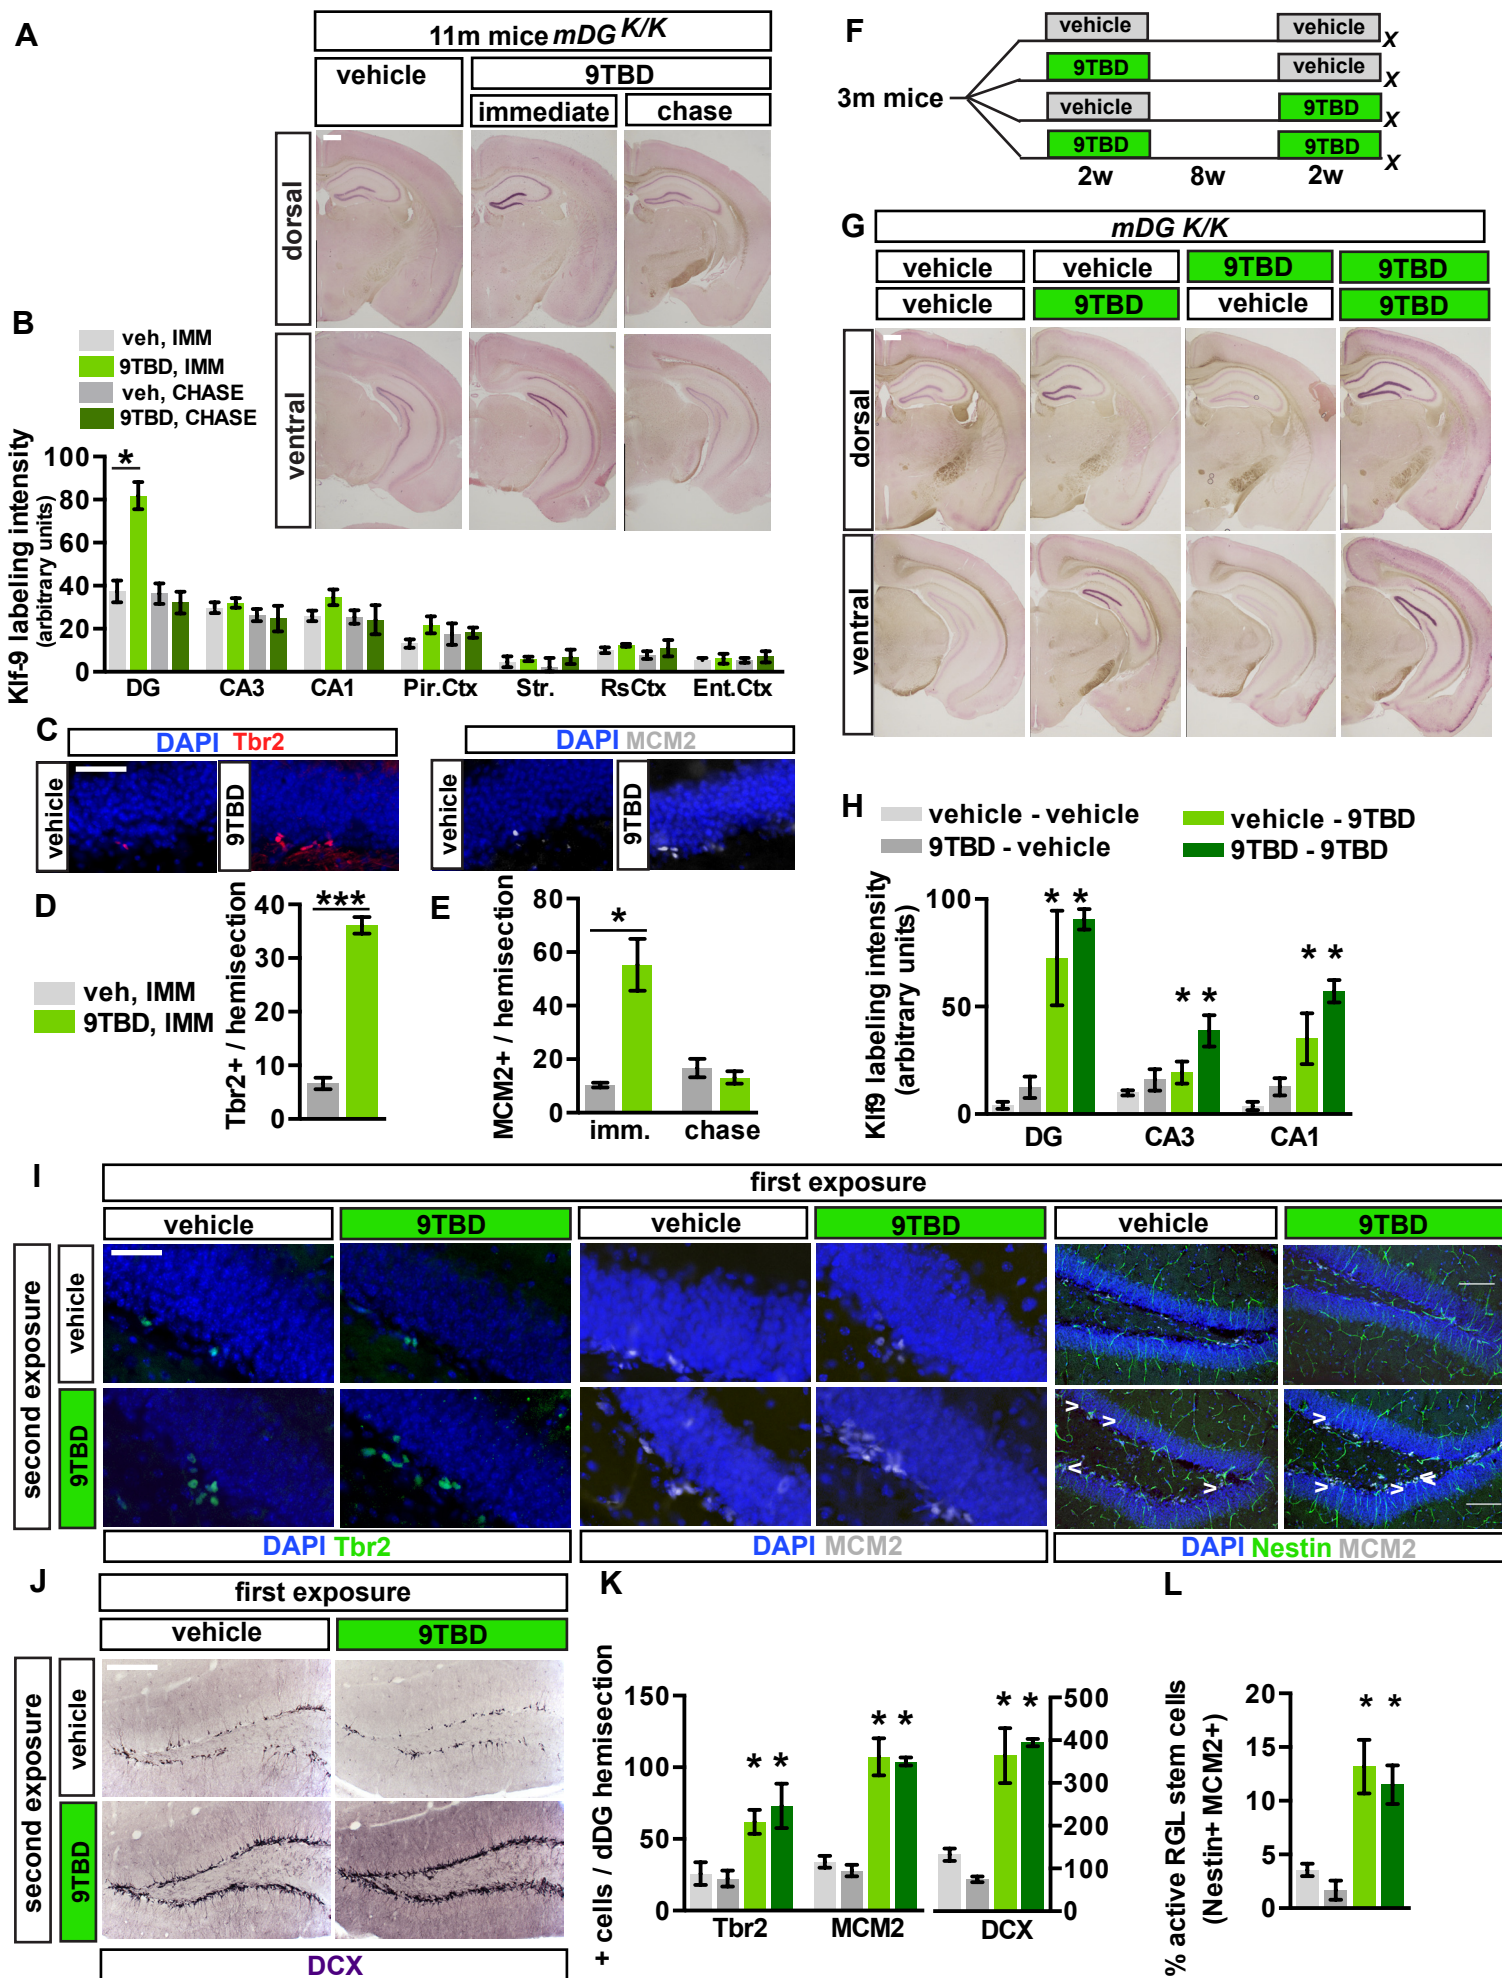 A
11m mice mDG K/K
vehicle
9TBD
immediate
chase
dorsal
ventral
B
veh, IMM
9TBD, IMM
veh, CHASE
9TBD, CHASE
Klf-9 labeling intensity
(arbitrary units)
100
80
60
40
20
0
*
DG CA3 CA1 Pir.Ctx Str. RsCtx Ent.Ctx
C
DAPI Tbr2
vehicle
9TBD
DAPI MCM2
vehicle
9TBD
D
veh, IMM
9TBD, IMM
Tbr2+ / hemisection
40
30
20
10
0
***
E
MCM2+ / hemisection
80
60
40
20
0
*
imm. chase
F
3m mice
vehicle vehicle x
9TBD vehicle x
vehicle 9TBD x
9TBD 9TBD x
2w 8w 2w
G
mDG K/K
vehicle vehicle 9TBD 9TBD
vehicle 9TBD vehicle 9TBD
dorsal
ventral
H
vehicle - vehicle
9TBD - vehicle
vehicle - 9TBD
9TBD - 9TBD
Klf9 labeling intensity
(arbitrary units)
100
50
0
* * * * * *
DG CA3 CA1
I
first exposure
vehicle 9TBD vehicle 9TBD vehicle 9TBD
second exposure
vehicle
9TBD
> > < >
> > > <
DAPI Tbr2
DAPI MCM2
DAPI Nestin MCM2
J
first exposure
vehicle 9TBD
second exposure
vehicle
9TBD
DCX
K
+ cells / dDG hemisection
150
100
50
0
* * * * * *
500
400
300
200
100
0
Tbr2 MCM2 DCX
L
% active RGL stem cells
(Nestin+ MCM2+)
20
15
10
5
0
* *